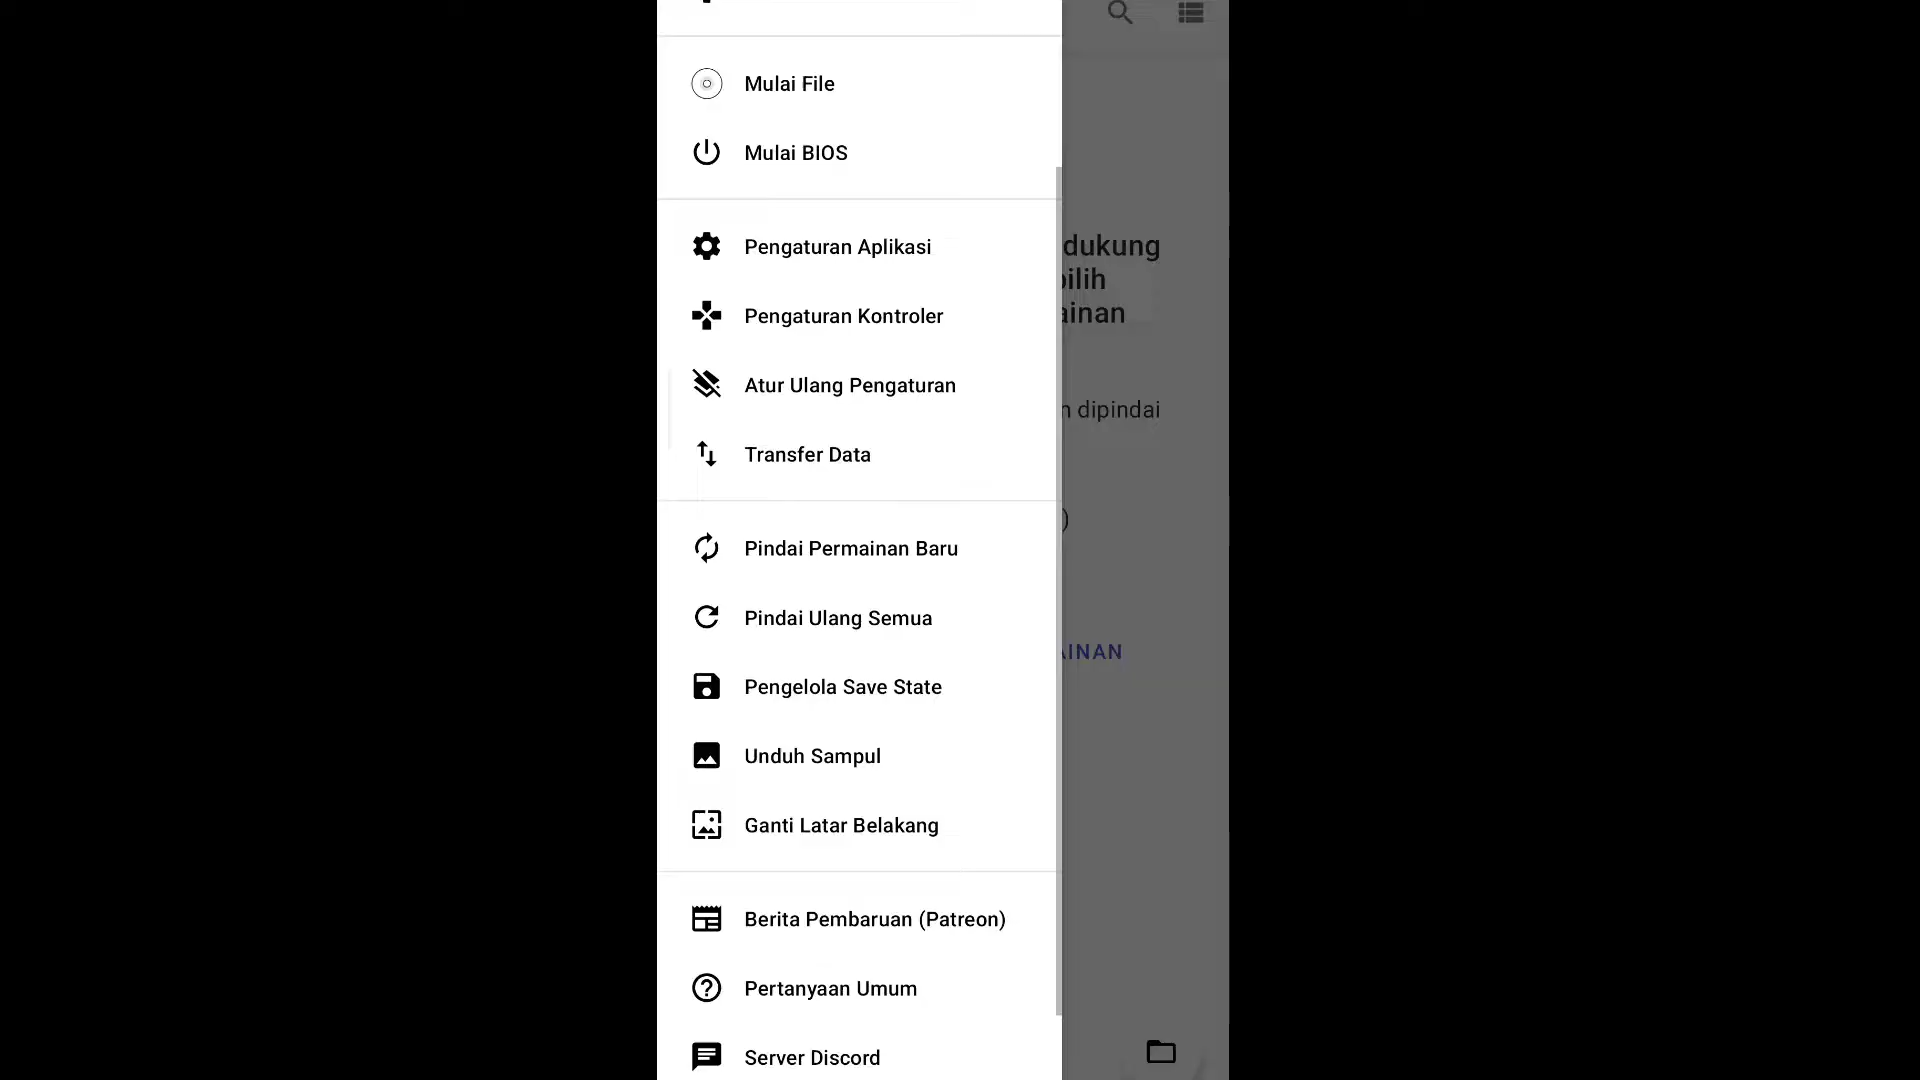 Mulai File
Mulai BIOS
Pengaturan Aplikasi
Pengaturan Kontroler
Atur Ulang Pengaturan
Transfer Data
Pindai Permainan Baru
Pindai Ulang Semua
Pengelola Save State
Unduh Sampul
Ganti Latar Belakang
Berita Pembaruan (Patreon)
Pertanyaan Umum
Server Discord
dukung
pilih
ainan
n dipindai
)
AINAN